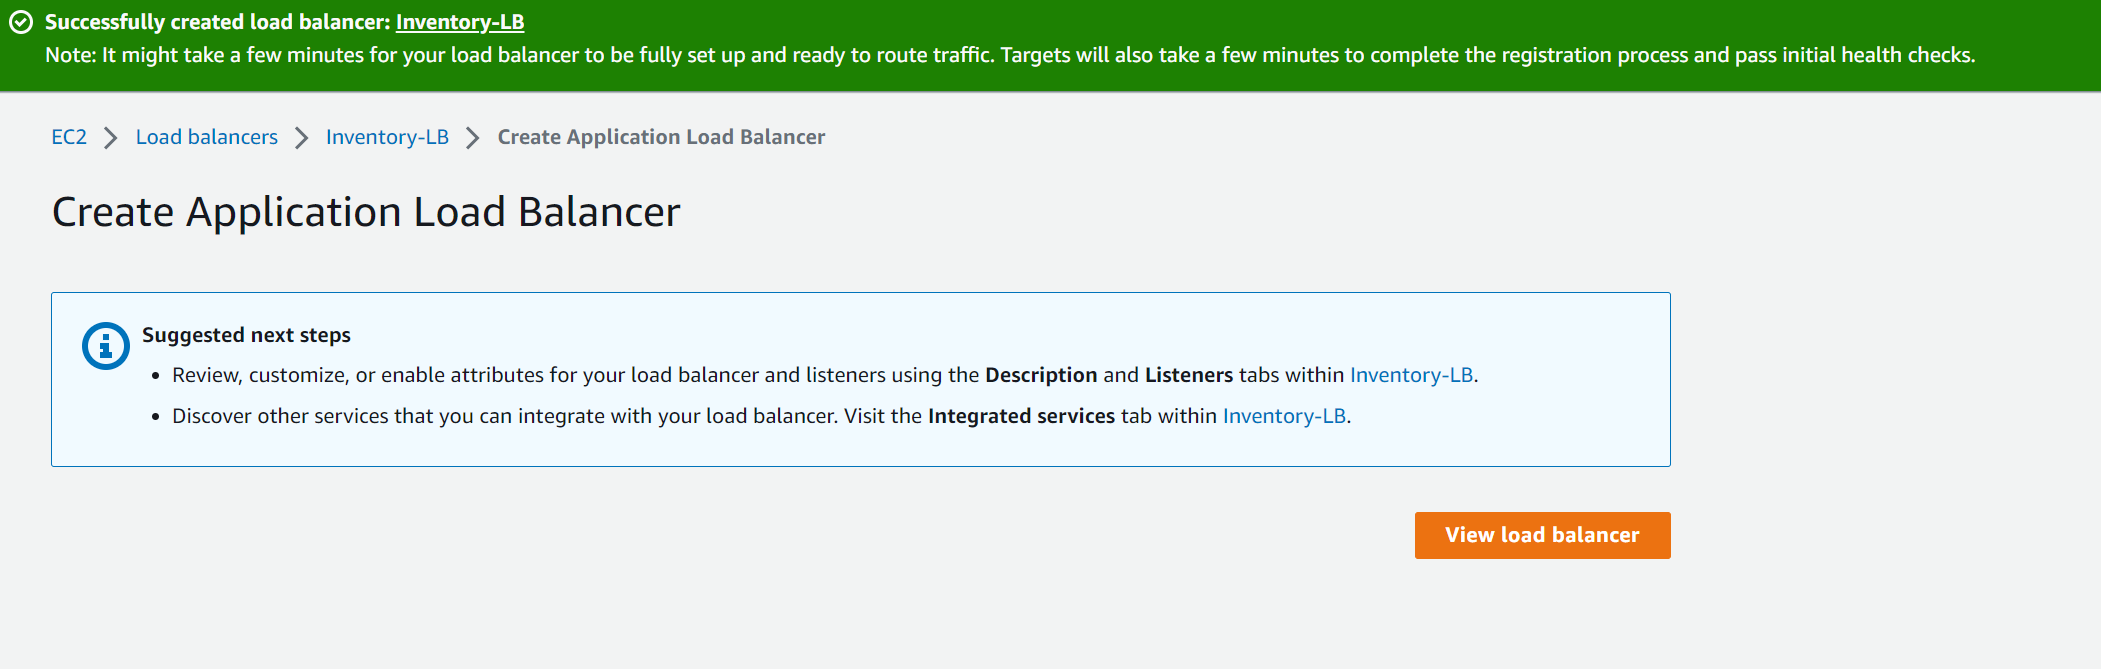 Successfully created load balancer: Inventory-LB
Note: It might take a few minutes for your load balancer to be fully set up and ready to route traffic. Targets will also take a few minutes to complete the registration process and pass initial health checks.
EC2 > Load balancers > Inventory-LB > Create Application Load Balancer
Create Application Load Balancer
Suggested next steps
• Review, customize, or enable attributes for your load balancer and listeners using the Description and Listeners tabs within Inventory-LB.
• Discover other services that you can integrate with your load balancer. Visit the Integrated services tab within Inventory-LB.
View load balancer